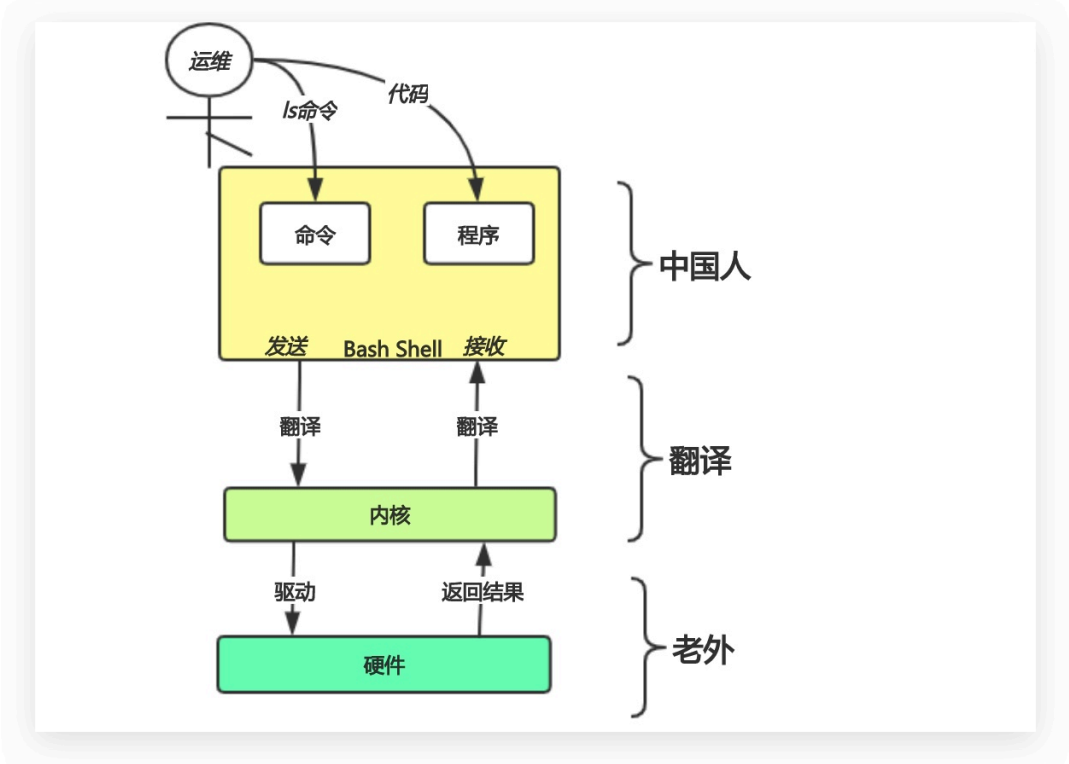 运维
ls命令
代码
命令
程序
中国人
发送
Bash Shell
接收
翻译
翻译
翻译
内核
驱动
返回结果
老外
硬件